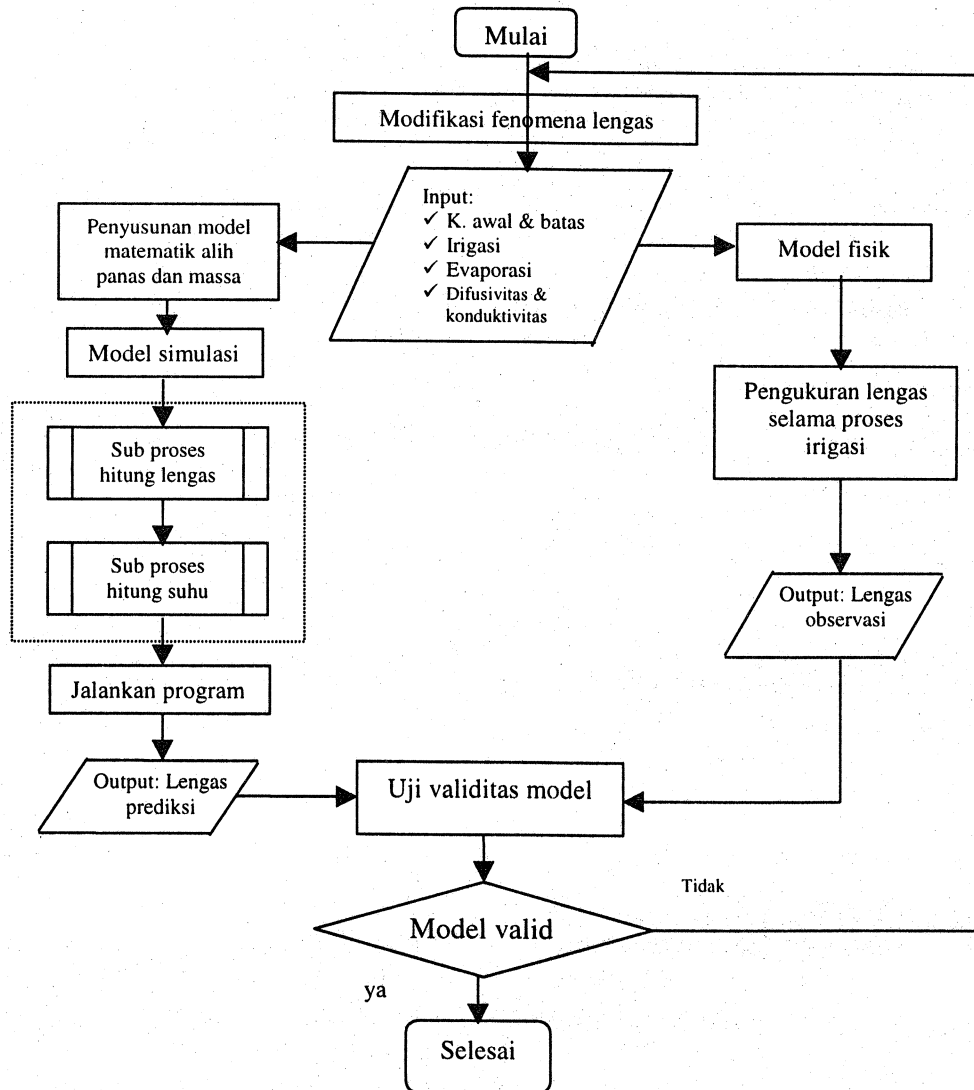 Mulai
Modifikasi fenomena lengas
Input:
✓ K. awal & batas
✓ Irigasi
✓ Evaporasi
✓ Difusivitas &
konduktivitas
Penyusunan model
matematik alih
panas dan massa
Model fisik
Model simulasi
Pengukuran lengas
selama proses
irigasi
Sub proses
hitung lengas
Sub proses
hitung suhu
Output: Lengas
observasi
Jalankan program
Output: Lengas
prediksi
Uji validitas model
Tidak
Model valid
ya
Selesai